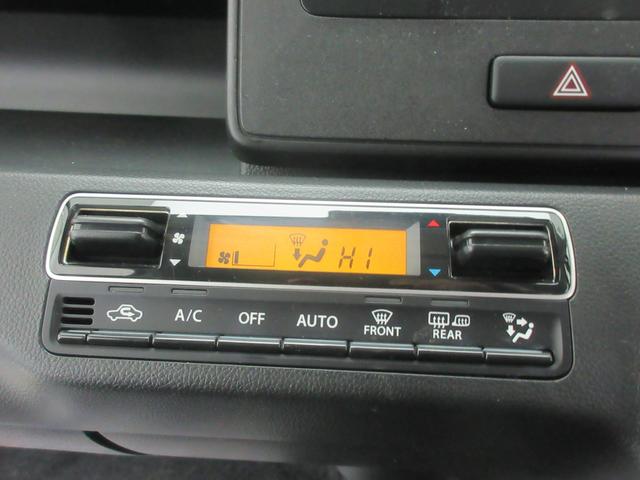 HI
A/C OFF AUTO FRONT REAR